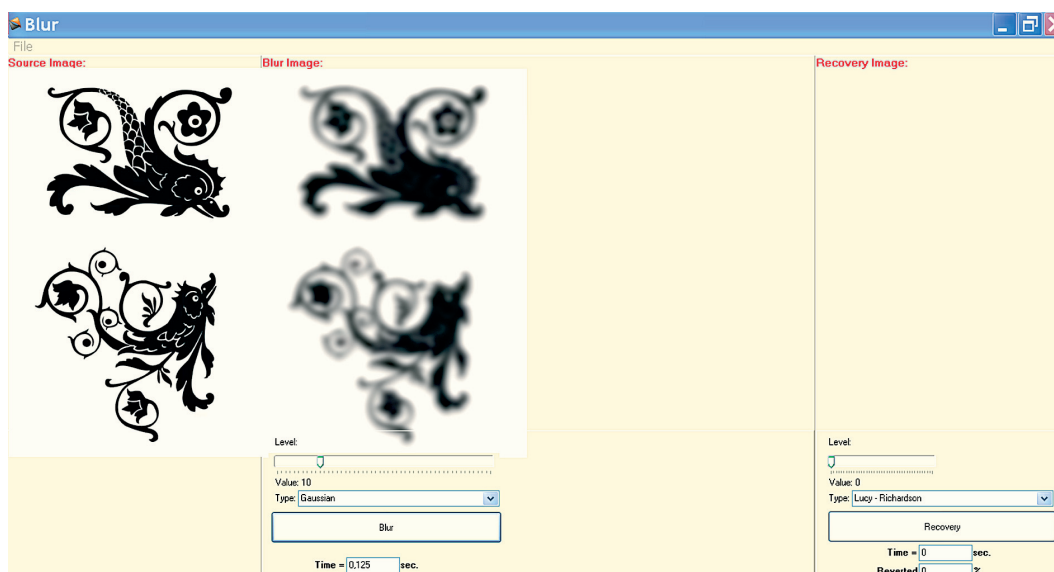 Blur
File
Source Image:
Blur Image:
Recovery Image:
Level:
Value: 10
Type: Gaussian
Blur
Time = 0,125 sec.
Level:
Value: 0
Type: Lucy - Richardson
Recovery
Time = 0 sec.
Reverted 0 %